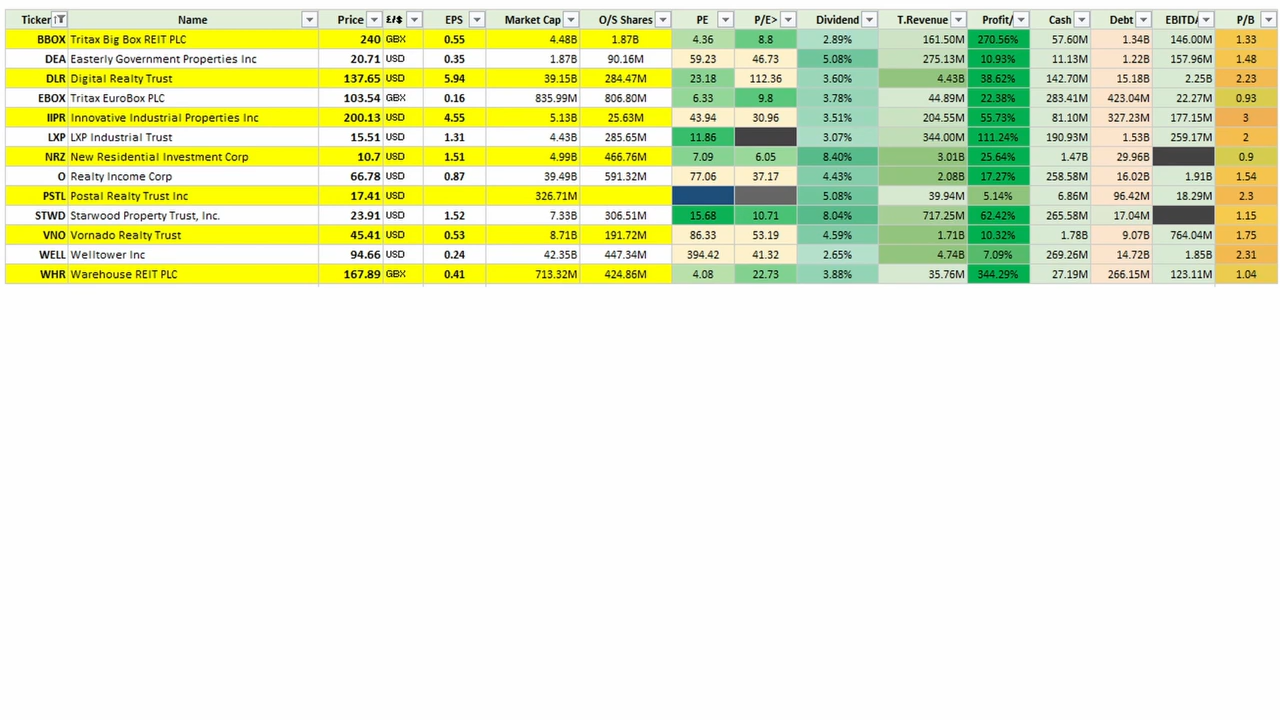 Ticker Name Price £/$ EPS Market Cap O/S Shares PE P/E> Dividend T.Revenue Profit/ Cash Debt EBITDA P/B
BBOX Tritax Big Box REIT PLC 240 GBX 0.55 4.48B 1.87B 4.36 8.8 2.89% 161.50M 270.56% 57.60M 1.34B 146.00M 1.33
DEA Easterly Government Properties Inc 20.71 USD 0.35 1.87B 90.16M 59.23 46.73 5.08% 275.13M 10.93% 11.13M 1.22B 157.96M 1.48
DLR Digital Realty Trust 137.65 USD 5.94 39.15B 284.47M 23.18 112.36 3.60% 4.43B 38.62% 142.70M 15.18B 2.25B 2.23
EBOX Tritax EuroBox PLC 103.54 GBX 0.16 835.99M 806.80M 6.33 9.8 3.78% 44.89M 22.38% 283.41M 423.04M 22.27M 0.93
IIPR Innovative Industrial Properties Inc 200.13 USD 4.55 5.13B 25.63M 43.94 30.96 3.51% 204.55M 55.73% 81.10M 327.23M 177.15M 3
LXP LXP Industrial Trust 15.51 USD 1.31 4.43B 285.65M 11.86 3.07% 344.00M 111.24% 190.93M 1.53B 259.17M 2
NRZ New Residential Investment Corp 10.7 USD 1.51 4.99B 466.76M 7.09 6.05 8.40% 3.01B 25.64% 1.47B 29.96B 0.9
O Realty Income Corp 66.78 USD 0.87 39.49B 591.32M 77.06 37.17 4.43% 2.08B 17.27% 258.58M 16.02B 1.91B 1.54
PSTL Postal Realty Trust Inc 17.41 USD 326.71M 5.08% 39.94M 5.14% 6.86M 96.42M 18.29M 2.3
STWD Starwood Property Trust, Inc. 23.91 USD 1.52 7.33B 306.51M 15.68 10.71 8.04% 717.25M 62.42% 265.58M 17.04M 1.15
VNO Vornado Realty Trust 45.41 USD 0.53 8.71B 191.72M 86.33 53.19 4.59% 1.71B 10.32% 1.78B 9.07B 764.04M 1.75
WELL Welltower Inc 94.66 USD 0.24 42.35B 447.34M 394.42 41.32 2.65% 4.74B 7.09% 269.26M 14.72B 1.85B 2.31
WHR Warehouse REIT PLC 167.89 GBX 0.41 713.32M 424.86M 4.08 22.73 3.88% 35.76M 344.29% 27.19M 266.15M 123.11M 1.04